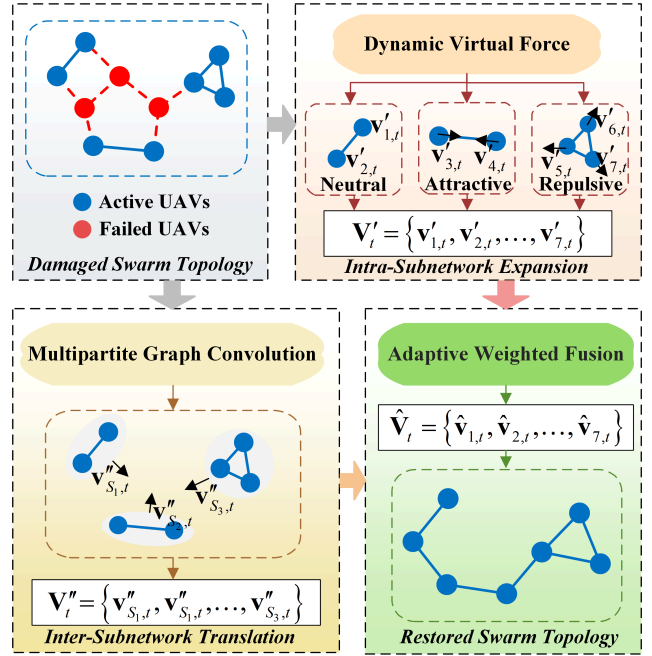 Active UAVs
Failed UAVs
Damaged Swarm Topology
Dynamic Virtual Force
v′₁,t
v′₂,t
Neutral
v′₃,t
v′₄,t
Attractive
v′₆,t
v′₅,t
v′₇,t
Repulsive
V′t = {v′₁,t, v′₂,t, …, v′₇,t}
Intra-Subnetwork Expansion
Multipartite Graph Convolution
v″S₁,t
v″S₂,t
v″S₃,t
V″t = {v″S₁,t, v″S₁,t, …, v″S₃,t}
Inter-Subnetwork Translation
Adaptive Weighted Fusion
V̂t = {v̂₁,t, v̂₂,t, …, v̂₇,t}
Restored Swarm Topology